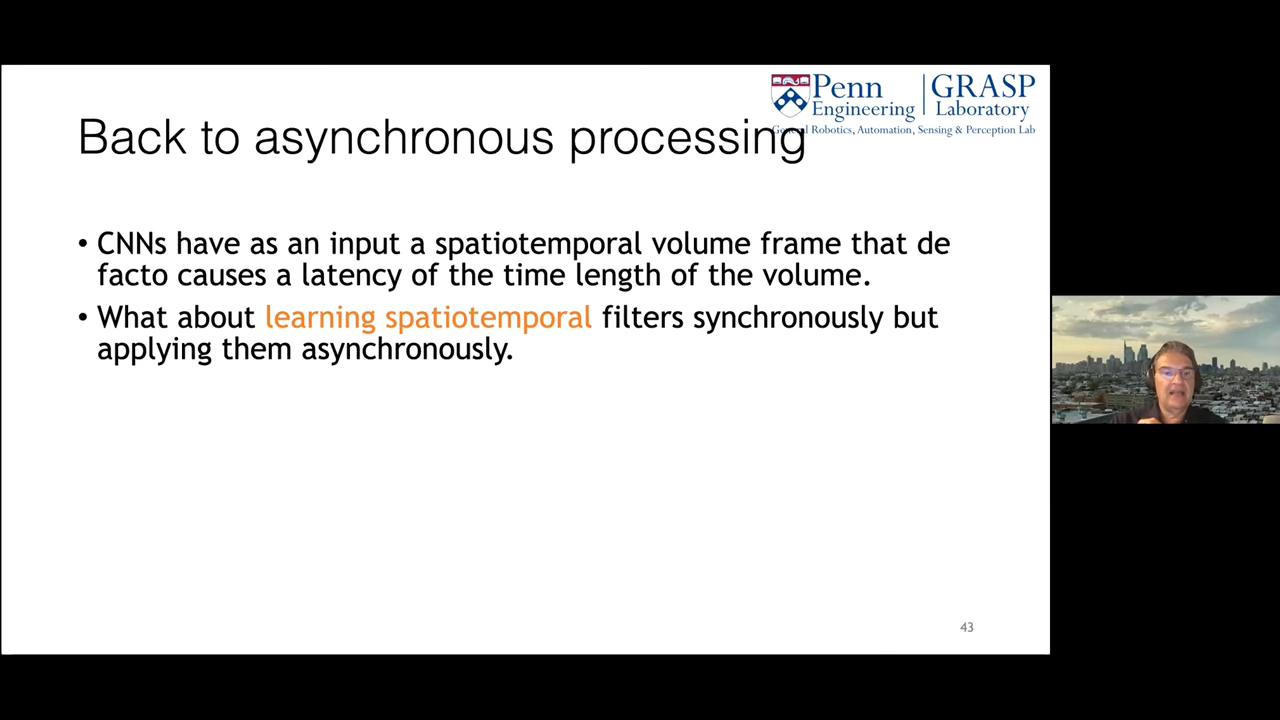 Penn
Engineering
GRASP
Laboratory
General Robotics, Automation, Sensing & Perception Lab
Back to asynchronous processing
• CNNs have as an input a spatiotemporal volume frame that de
facto causes a latency of the time length of the volume.
• What about learning spatiotemporal filters synchronously but
applying them asynchronously.
43